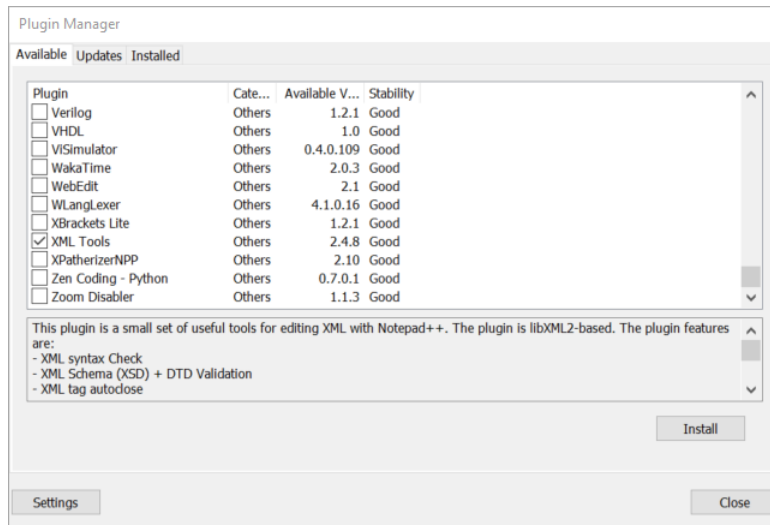 Plugin Manager
Available Updates Installed
Plugin Cate... Available V... Stability
Verilog Others 1.2.1 Good
VHDL Others 1.0 Good
ViSimulator Others 0.4.0.109 Good
WakaTime Others 2.0.3 Good
WebEdit Others 2.1 Good
WLangLexer Others 4.1.0.16 Good
XBrackets Lite Others 1.2.1 Good
XML Tools Others 2.4.8 Good
XPatherizerNPP Others 2.10 Good
Zen Coding - Python Others 0.7.0.1 Good
Zoom Disabler Others 1.1.3 Good
This plugin is a small set of useful tools for editing XML with Notepad++. The plugin is libXML2-based. The plugin features
are:
- XML syntax Check
- XML Schema (XSD) + DTD Validation
- XML tag autoclose
Install
Settings Close